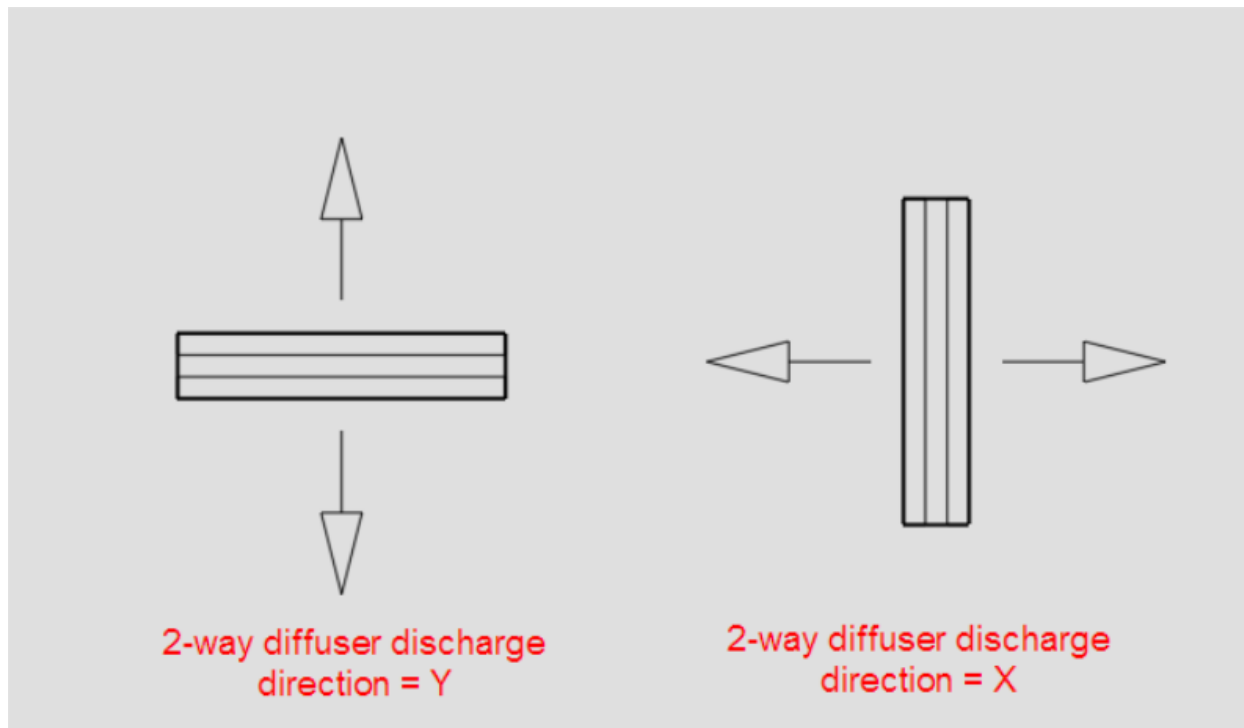 2-way diffuser discharge
direction = Y
2-way diffuser discharge
direction = X